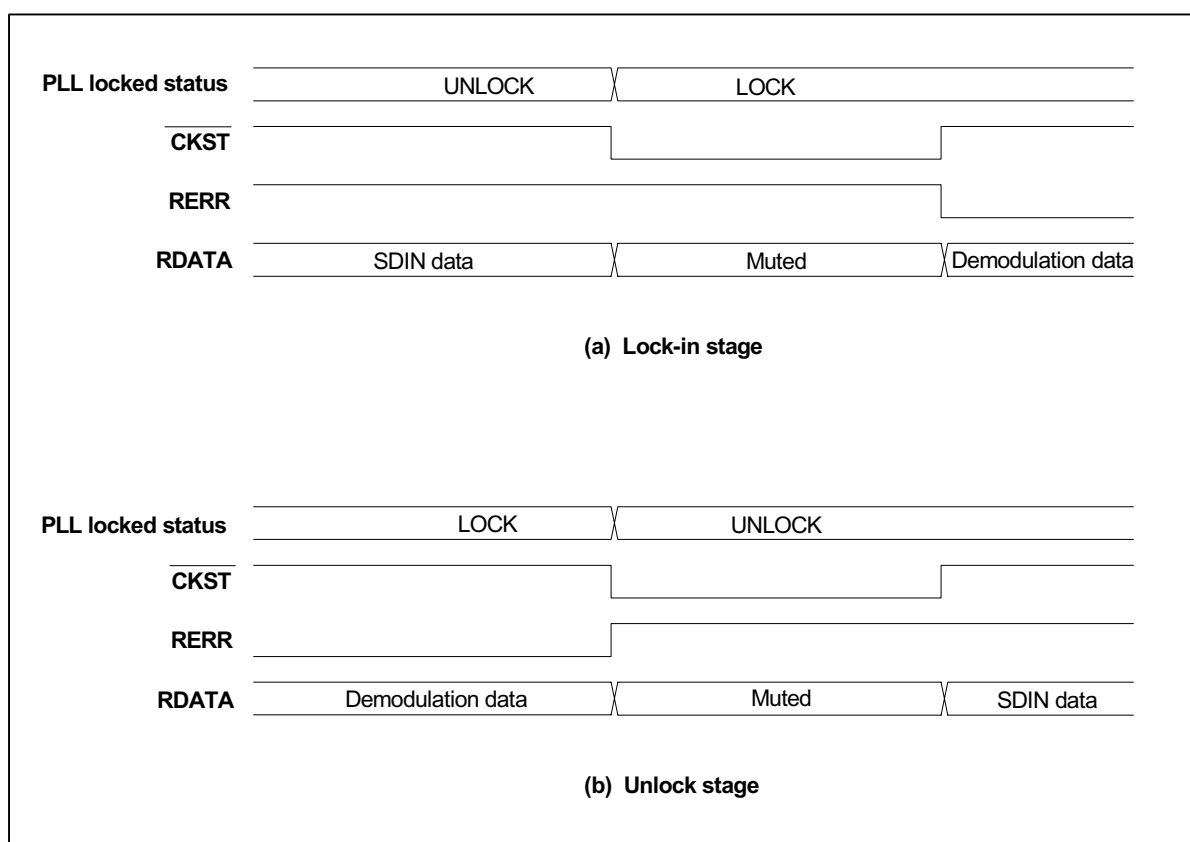 PLL locked status UNLOCK LOCK
CKST
RERR
RDATA SDIN data Muted Demodulation data
(a) Lock-in stage
PLL locked status LOCK UNLOCK
CKST
RERR
RDATA Demodulation data Muted SDIN data
(b) Unlock stage